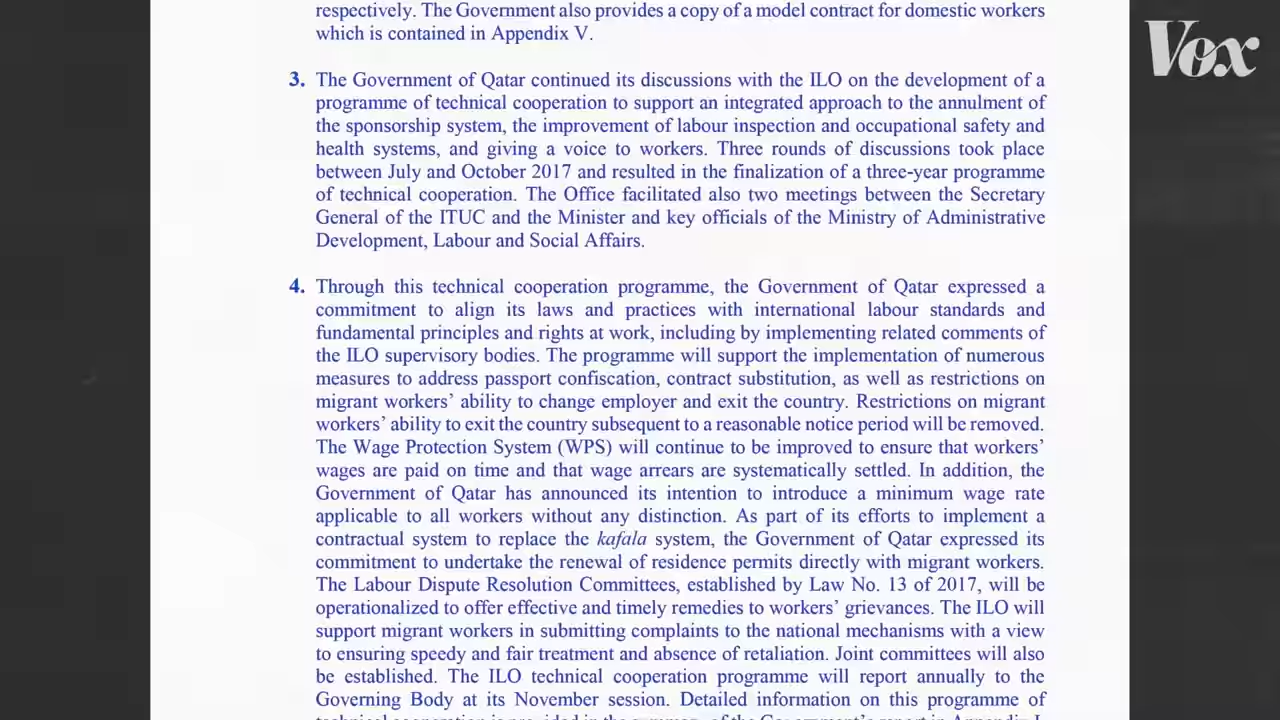 respectively. The Government also provides a copy of a model contract for domestic workers
which is contained in Appendix V.
Vox
3. The Government of Qatar continued its discussions with the ILO on the development of a
programme of technical cooperation to support an integrated approach to the annulment of
the sponsorship system, the improvement of labour inspection and occupational safety and
health systems, and giving a voice to workers. Three rounds of discussions took place
between July and October 2017 and resulted in the finalization of a three-year programme
of technical cooperation. The Office facilitated also two meetings between the Secretary
General of the ITUC and the Minister and key officials of the Ministry of Administrative
Development, Labour and Social Affairs.
4. Through this technical cooperation programme, the Government of Qatar expressed a
commitment to align its laws and practices with international labour standards and
fundamental principles and rights at work, including by implementing related comments of
the ILO supervisory bodies. The programme will support the implementation of numerous
measures to address passport confiscation, contract substitution, as well as restrictions on
migrant workers' ability to change employer and exit the country. Restrictions on migrant
workers' ability to exit the country subsequent to a reasonable notice period will be removed.
The Wage Protection System (WPS) will continue to be improved to ensure that workers'
wages are paid on time and that wage arrears are systematically settled. In addition, the
Government of Qatar has announced its intention to introduce a minimum wage rate
applicable to all workers without any distinction. As part of its efforts to implement a
contractual system to replace the kafala system, the Government of Qatar expressed its
commitment to undertake the renewal of residence permits directly with migrant workers.
The Labour Dispute Resolution Committees, established by Law No. 13 of 2017, will be
operationalized to offer effective and timely remedies to workers' grievances. The ILO will
support migrant workers in submitting complaints to the national mechanisms with a view
to ensuring speedy and fair treatment and absence of retaliation. Joint committees will also
be established. The ILO technical cooperation programme will report annually to the
Governing Body at its November session. Detailed information on this programme of
technical cooperation is provided in the summary of the Government's report in Appendix I.